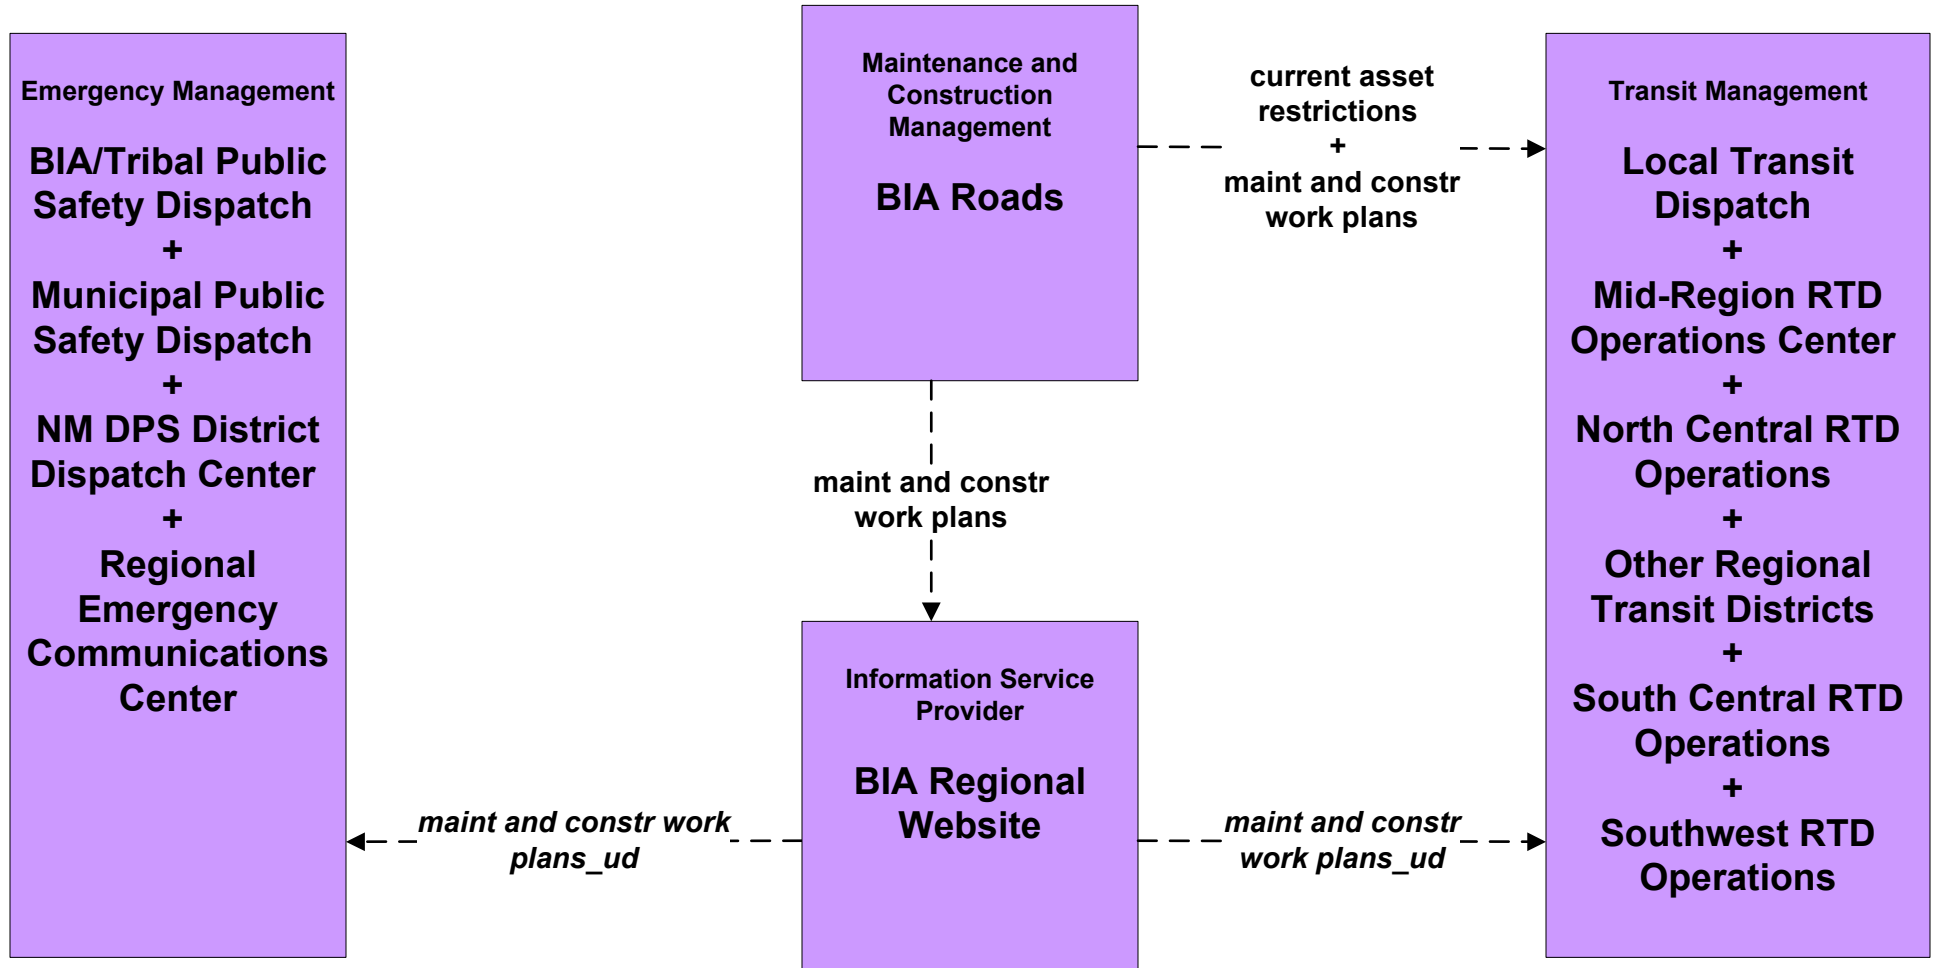 Emergency Management
BIA/Tribal Public
Safety Dispatch
+
Municipal Public
Safety Dispatch
+
NM DPS District
Dispatch Center
+
Regional
Emergency
Communications
Center
Maintenance and
Construction
Management
BIA Roads
current asset
restrictions
+
maint and constr
work plans
maint and constr
work plans
Information Service
Provider
BIA Regional
Website
maint and constr work
plans_ud
maint and constr
work plans_ud
Transit Management
Local Transit
Dispatch
+
Mid-Region RTD
Operations Center
+
North Central RTD
Operations
+
Other Regional
Transit Districts
+
South Central RTD
Operations
+
Southwest RTD
Operations